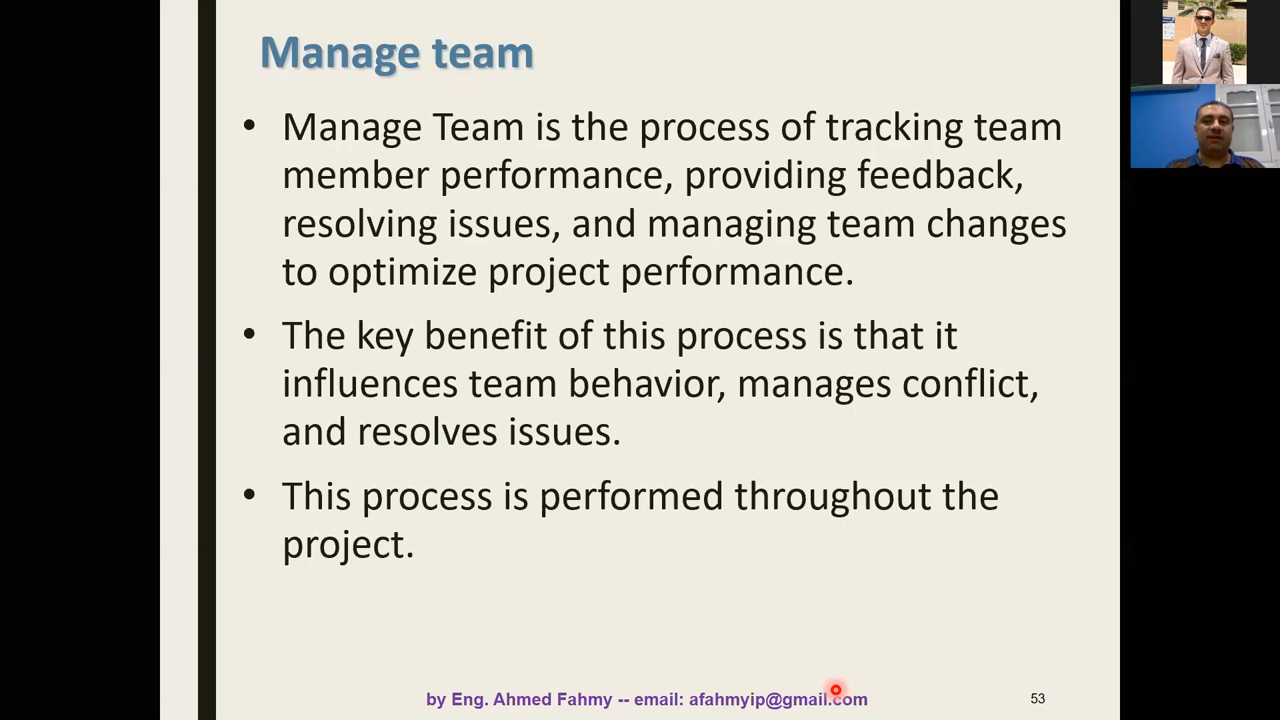 Manage team
• Manage Team is the process of tracking team
member performance, providing feedback,
resolving issues, and managing team changes
to optimize project performance.
• The key benefit of this process is that it
influences team behavior, manages conflict,
and resolves issues.
• This process is performed throughout the
project.
by Eng. Ahmed Fahmy -- email: afahmyip@gmail.com
53